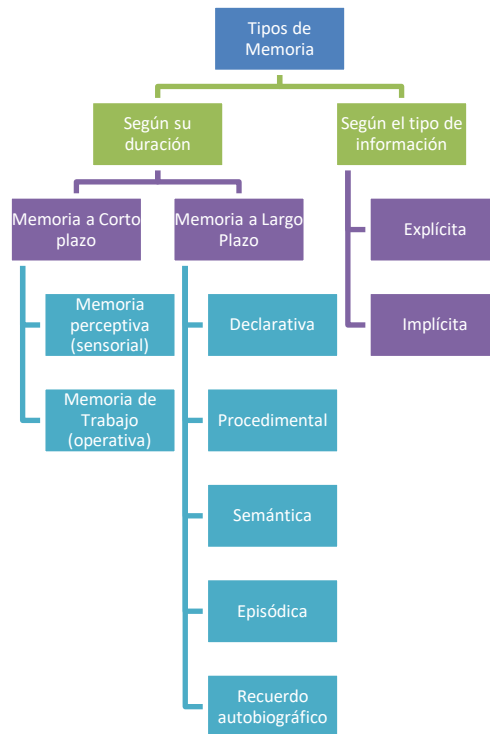 Tipos de
Memoria
Según su
duración
Según el tipo de
información
Memoria a Corto
plazo
Memoria a Largo
Plazo
Explícita
Memoria
perceptiva
(sensorial)
Declarativa
Implícita
Memoria de
Trabajo
(operativa)
Procedimental
Semántica
Episódica
Recuerdo
autobiográfico